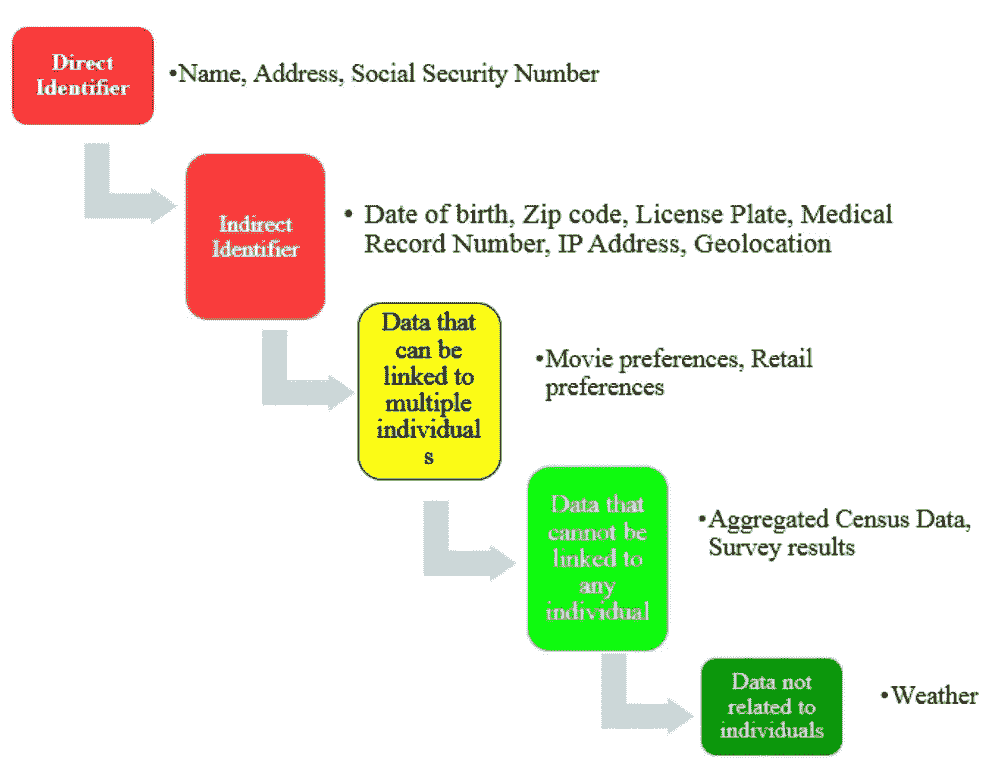 Direct
Identifier
•Name, Address, Social Security Number
Indirect
Identifier
• Date of birth, Zip code, License Plate, Medical
Record Number, IP Address, Geolocation
Data that
can be
linked to
multiple
individual
s
•Movie preferences, Retail
preferences
Data that
cannot be
linked to
any
individual
•Aggregated Census Data,
Survey results
Data not
related to
individuals
•Weather